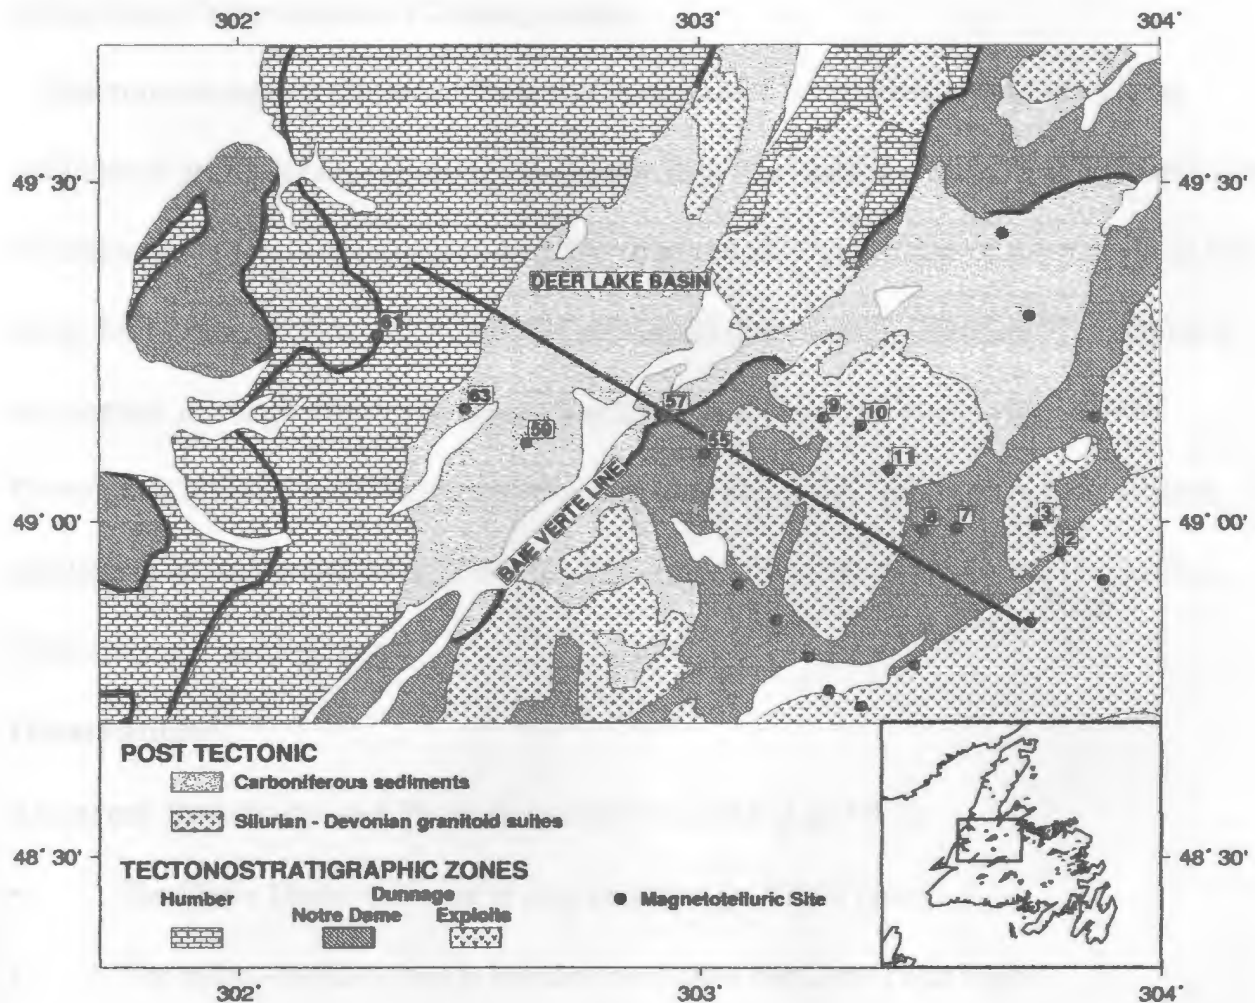 302° 303° 304°
49° 30' 49° 30'
DEER LAKE BASIN
61
63
57
9
10
59
55
11
BAIE VERTE LINE
49° 00' 49° 00'
8
7
3
2
POST TECTONIC
Carboniferous sediments
Silurian - Devonian granitoid suites
48° 30' 48° 30'
TECTONOSTRATIGRAPHIC ZONES
Humber Dunnage
Notre Dame Exploits
Magnetotelluric Site
302° 303° 304°